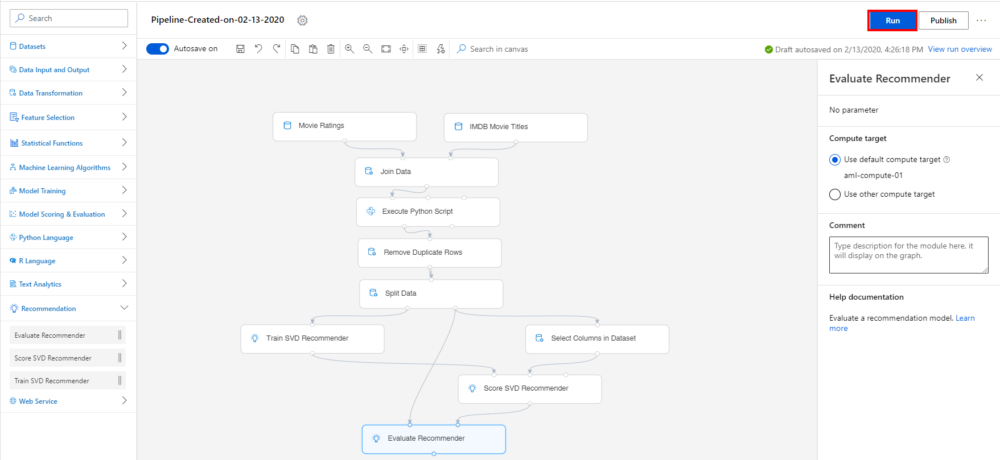 Search
Datasets
Data Input and Output
Data Transformation
Feature Selection
Statistical Functions
Machine Learning Algorithms
Model Training
Model Scoring & Evaluation
Python Language
R Language
Text Analytics
Recommendation
Evaluate Recommender
Score SVD Recommender
Train SVD Recommender
Web Service
Pipeline-Created-on-02-13-2020
Run
Publish
Autosave on
Search in canvas
Draft autosaved on 2/13/2020, 4:26:18 PM View run overview
Movie Ratings
IMDB Movie Titles
Join Data
Execute Python Script
Remove Duplicate Rows
Split Data
Train SVD Recommender
Select Columns in Dataset
Score SVD Recommender
Evaluate Recommender
Evaluate Recommender
No parameter
Compute target
Use default compute target
aml-compute-01
Use other compute target
Comment
Type description for the module here, it
will display on the graph.
Help documentation
Evaluate a recommendation model. Learn
more